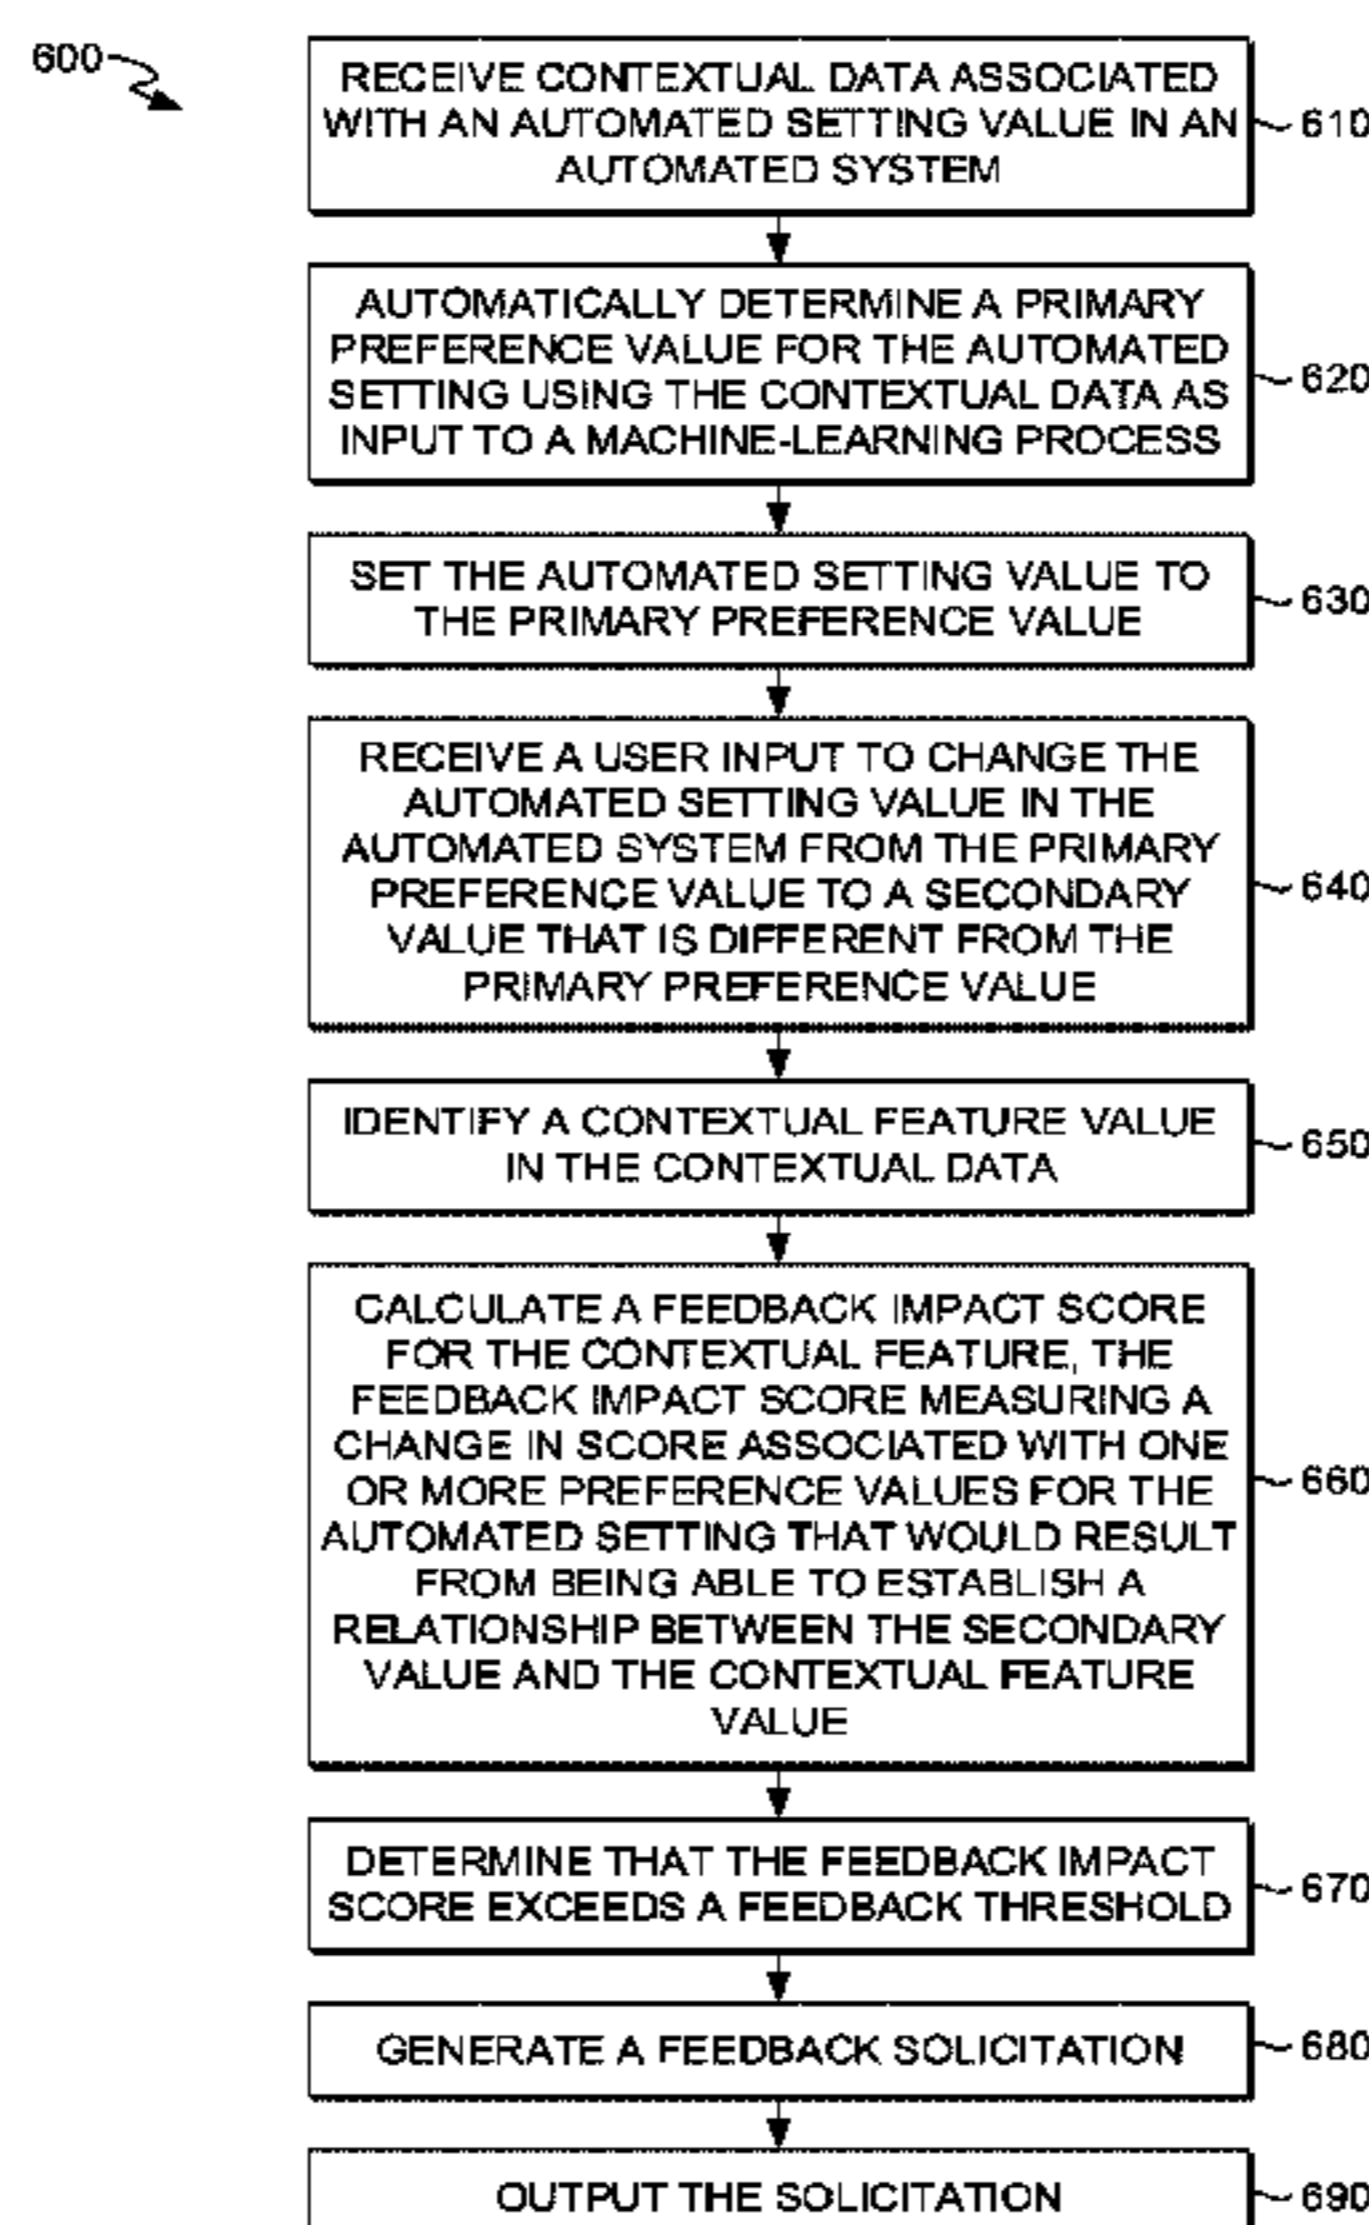 600
RECEIVE CONTEXTUAL DATA ASSOCIATED
WITH AN AUTOMATED SETTING VALUE IN AN
AUTOMATED SYSTEM
610
AUTOMATICALLY DETERMINE A PRIMARY
PREFERENCE VALUE FOR THE AUTOMATED
SETTING USING THE CONTEXTUAL DATA AS
INPUT TO A MACHINE-LEARNING PROCESS
620
SET THE AUTOMATED SETTING VALUE TO
THE PRIMARY PREFERENCE VALUE
630
RECEIVE A USER INPUT TO CHANGE THE
AUTOMATED SETTING VALUE IN THE
AUTOMATED SYSTEM FROM THE PRIMARY
PREFERENCE VALUE TO A SECONDARY
VALUE THAT IS DIFFERENT FROM THE
PRIMARY PREFERENCE VALUE
640
IDENTIFY A CONTEXTUAL FEATURE VALUE
IN THE CONTEXTUAL DATA
650
CALCULATE A FEEDBACK IMPACT SCORE
FOR THE CONTEXTUAL FEATURE, THE
FEEDBACK IMPACT SCORE MEASURING A
CHANGE IN SCORE ASSOCIATED WITH ONE
OR MORE PREFERENCE VALUES FOR THE
AUTOMATED SETTING THAT WOULD RESULT
FROM BEING ABLE TO ESTABLISH A
RELATIONSHIP BETWEEN THE SECONDARY
VALUE AND THE CONTEXTUAL FEATURE
VALUE
660
DETERMINE THAT THE FEEDBACK IMPACT
SCORE EXCEEDS A FEEDBACK THRESHOLD
670
GENERATE A FEEDBACK SOLICITATION
680
OUTPUT THE SOLICITATION
690